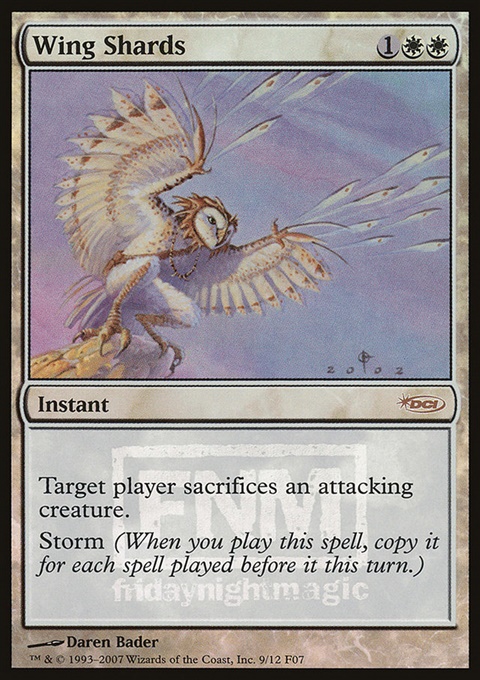 Wing Shards 1
2002
Instant
DCI
FNM
Target player sacrifices an attacking
creature.
Storm (When you play this spell, copy it
for each spell played before it this turn.)
fridaynightmagic
Daren Bader
™ & © 1993–2007 Wizards of the Coast, Inc. 9/12 F07